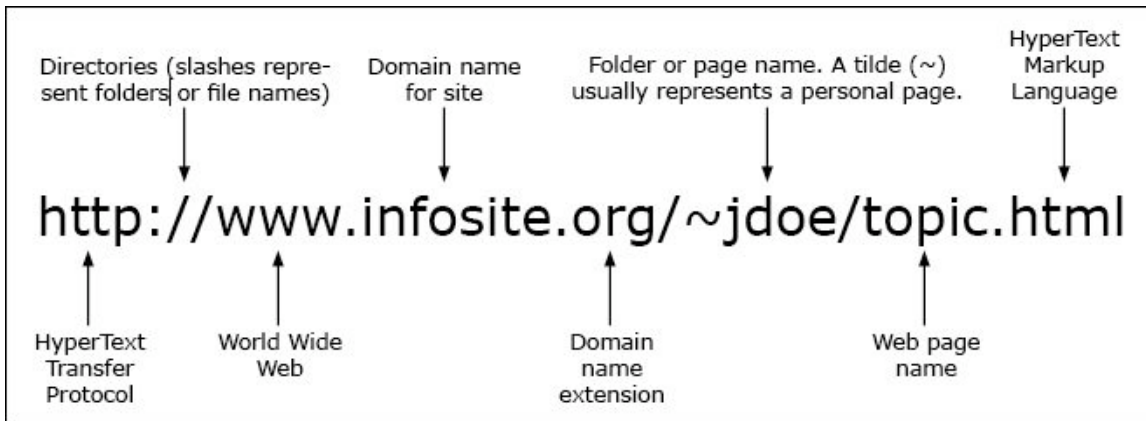 Directories (slashes repre-
sent folders or file names)
Domain name
for site
Folder or page name. A tilde (~)
usually represents a personal page.
HyperText
Markup
Language
http://www.infosite.org/~jdoe/topic.html
HyperText
Transfer
Protocol
World Wide
Web
Domain
name
extension
Web page
name